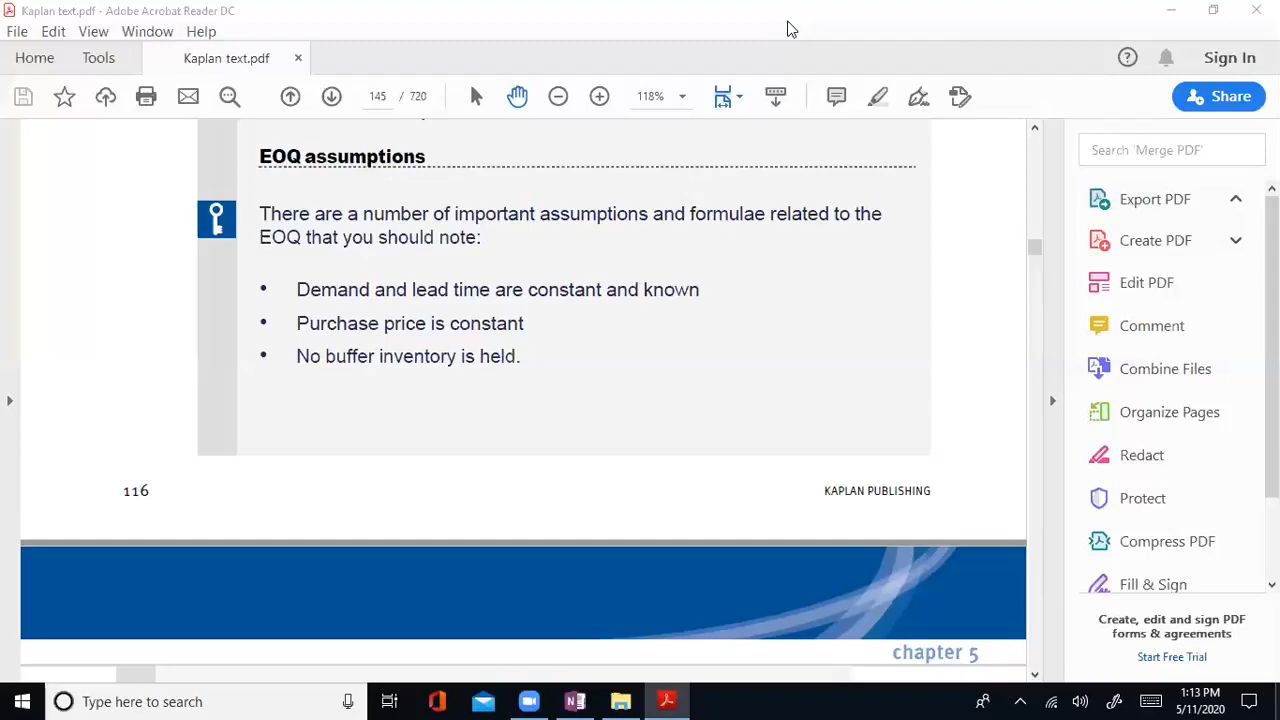 Kaplan text.pdf - Adobe Acrobat Reader DC
File Edit View Window Help
Home Tools Kaplan text.pdf × Sign In
145 / 720 118% Share
EOQ assumptions
There are a number of important assumptions and formulae related to the
EOQ that you should note:
• Demand and lead time are constant and known
• Purchase price is constant
• No buffer inventory is held.
116 KAPLAN PUBLISHING
chapter 5
Search 'Merge PDF'
Export PDF
Create PDF
Edit PDF
Comment
Combine Files
Organize Pages
Redact
Protect
Compress PDF
Fill & Sign
Create, edit and sign PDF
forms & agreements
Start Free Trial
Type here to search
1:13 PM
5/11/2020